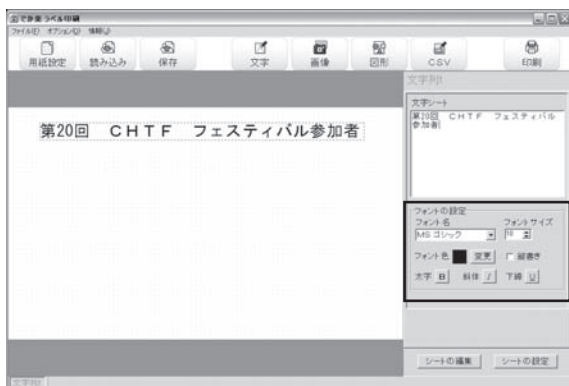 で楽 ラベル印刷
ファイル(F) オプション(O) 情報(J)
用紙設定 読み込み 保存 文字 画像 図形 CSV 印刷
文字列1
文字シート
第20回 CHTF フェスティバル
参加者
第20回 CHTF フェスティバル参加者
フォントの設定
フォント名 フォントサイズ
MS ゴシック
フォント色 変更 縦書き
太字 B 斜体 I 下線 U
シートの編集 シートの設定
文字列1